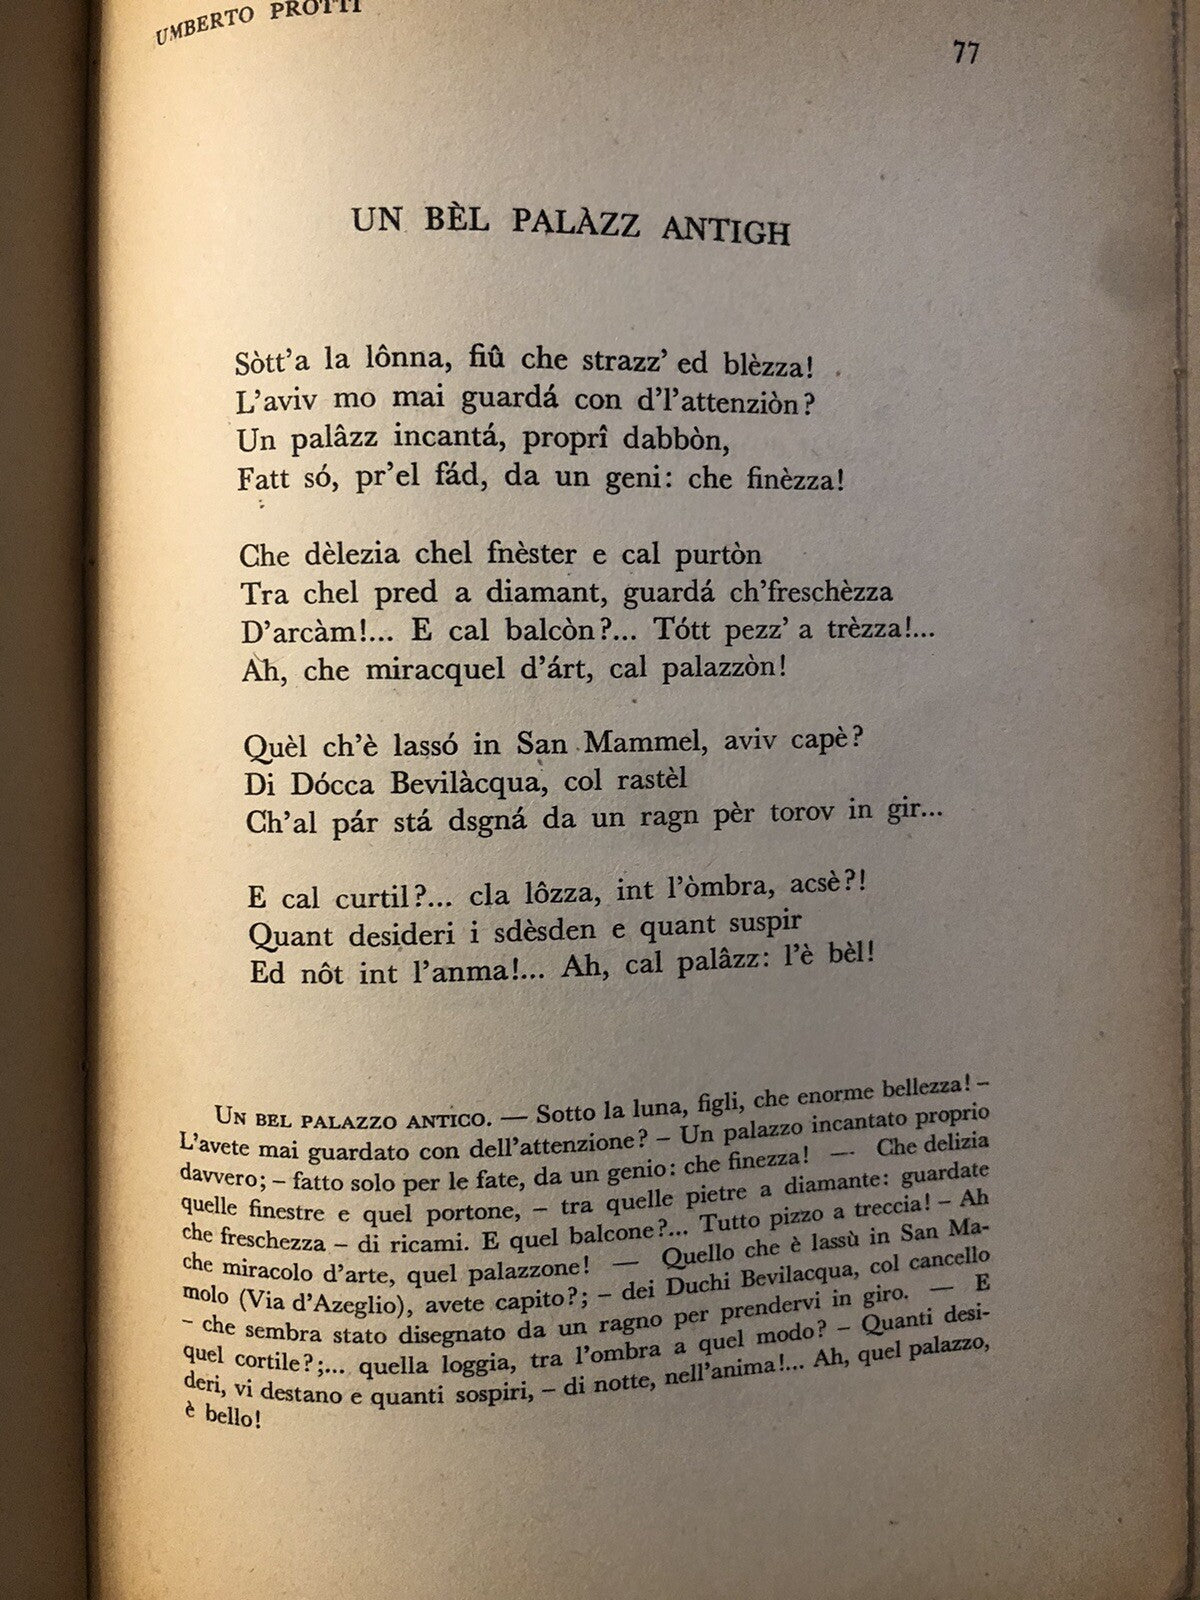 UMBERTO PROTTI
77
UN BÈL PALÀZZ ANTIGH
Sòtt'a la lônna, fiû che strazz' ed blèzza!
L'aviv mo mai guardá con d'l'attenziòn?
Un palâzz incantá, proprî dabbòn,
Fatt só, pr'el fád, da un geni: che finèzza!
Che dèlezia chel fnèster e cal purtòn
Tra chel pred a diamant, guardá ch'freschèzza
D'arcàm!... E cal balcòn?... Tótt pezz' a trèzza!...
Ah, che miracquel d'árt, cal palazzòn!
Quèl ch'è lassó in San Mammel, aviv capè?
Di Dócca Bevilàcqua, col rastèl
Ch'al pár stá dsgná da un ragn pèr torov in gir...
E cal curtil?... cla lôzza, int l'òmbra, acsè?!
Quant desideri i sdèsden e quant suspir
Ed nôt int l'anma!... Ah, cal palâzz: l'è bèl!
UN BEL PALAZZO ANTICO. — Sotto la luna, figli, che enorme bellezza! –
L'avete mai guardato con dell'attenzione? – Un palazzo incantato proprio
davvero; – fatto solo per le fate, da un genio: che finezza! — Che delizia
quelle finestre e quel portone, – tra quelle pietre a diamante: guardate
che freschezza – di ricami. E quel balcone?... Tutto pizzo a treccia! – Ah
che miracolo d'arte, quel palazzone! — Quello che è lassù in San Ma-
molo (Via d'Azeglio), avete capito?; – dei Duchi Bevilacqua, col cancello
– che sembra stato disegnato da un ragno per prendervi in giro. — E
quel cortile?;... quella loggia, tra l'ombra a quel modo? – Quanti desi-
deri, vi destano e quanti sospiri, – di notte, nell'anima!... Ah, quel palazzo,
è bello!